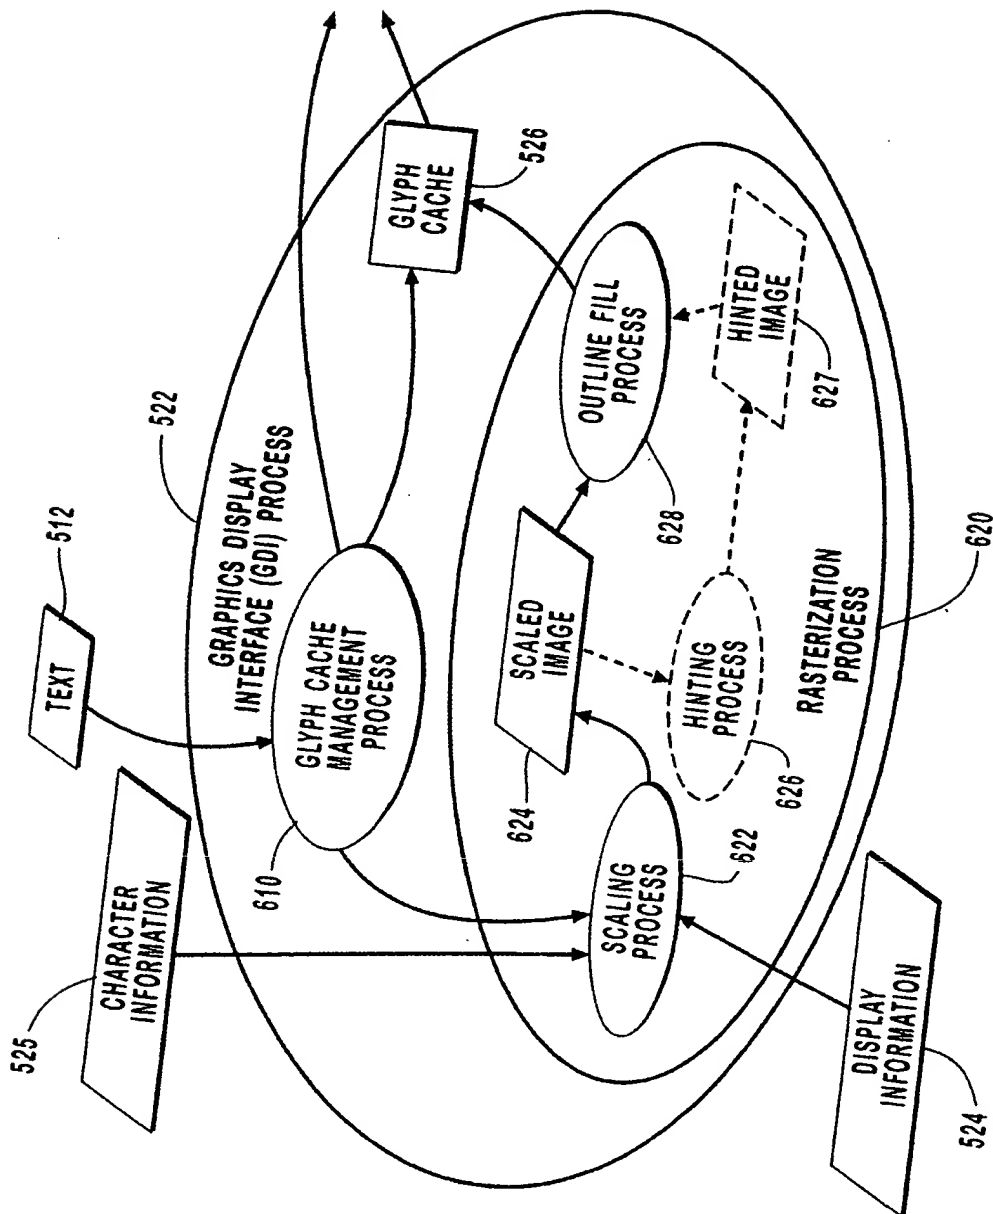 525
CHARACTER
INFORMATION
512
TEXT
522
GRAPHICS DISPLAY
INTERFACE (GDI) PROCESS
610
GLYPH CACHE
MANAGEMENT
PROCESS
GLYPH
CACHE
526
SCALING
PROCESS
622
624
SCALED
IMAGE
628
OUTLINE FILL
PROCESS
HINTING
PROCESS
626
HINTED
IMAGE
627
RASTERIZATION
PROCESS
620
DISPLAY
INFORMATION
524